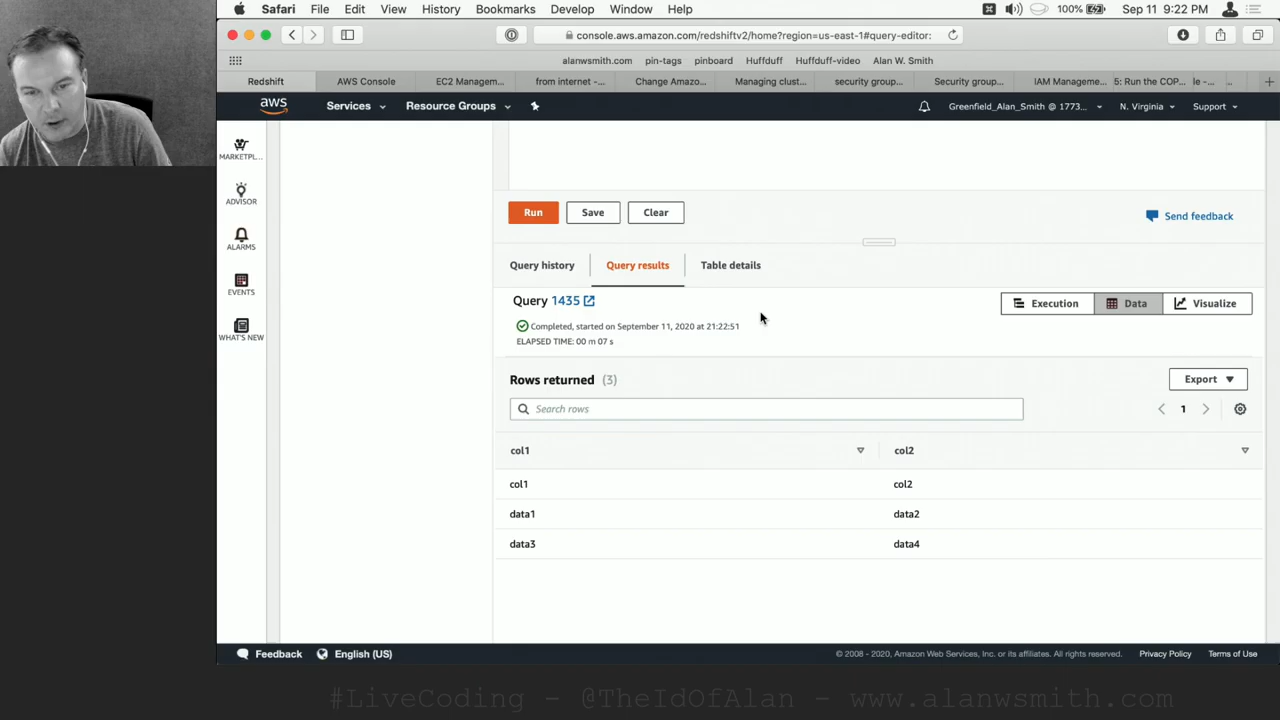 Safari File Edit View History Bookmarks Develop Window Help 100% Sep 11 9:22 PM
console.aws.amazon.com/redshiftv2/home?region=us-east-1#query-editor:
alanwsmith.com pin-tags pinboard Huffduff Huffduff-video Alan W. Smith
Redshift AWS Console EC2 Managem... from internet -... Change Amazo... Managing clust... security group... Security group... IAM Manageme... 5: Run the COP... le -...
aws Services Resource Groups Greenfield_Alan_Smith @ 1773... N. Virginia Support
MARKETPL...
ADVISOR
ALARMS
EVENTS
WHAT'S NEW
Run Save Clear
Send feedback
Query history Query results Table details
Query 1435
Execution Data Visualize
Completed, started on September 11, 2020 at 21:22:51
ELAPSED TIME: 00 m 07 s
Rows returned (3)
Export
Search rows
1
col1 col2
col1 col2
data1 data2
data3 data4
Feedback English (US) © 2008 - 2020, Amazon Web Services, Inc. or its affiliates. All rights reserved. Privacy Policy Terms of Use
#LiveCoding - @TheIdOfAlan - www.alanwsmith.com